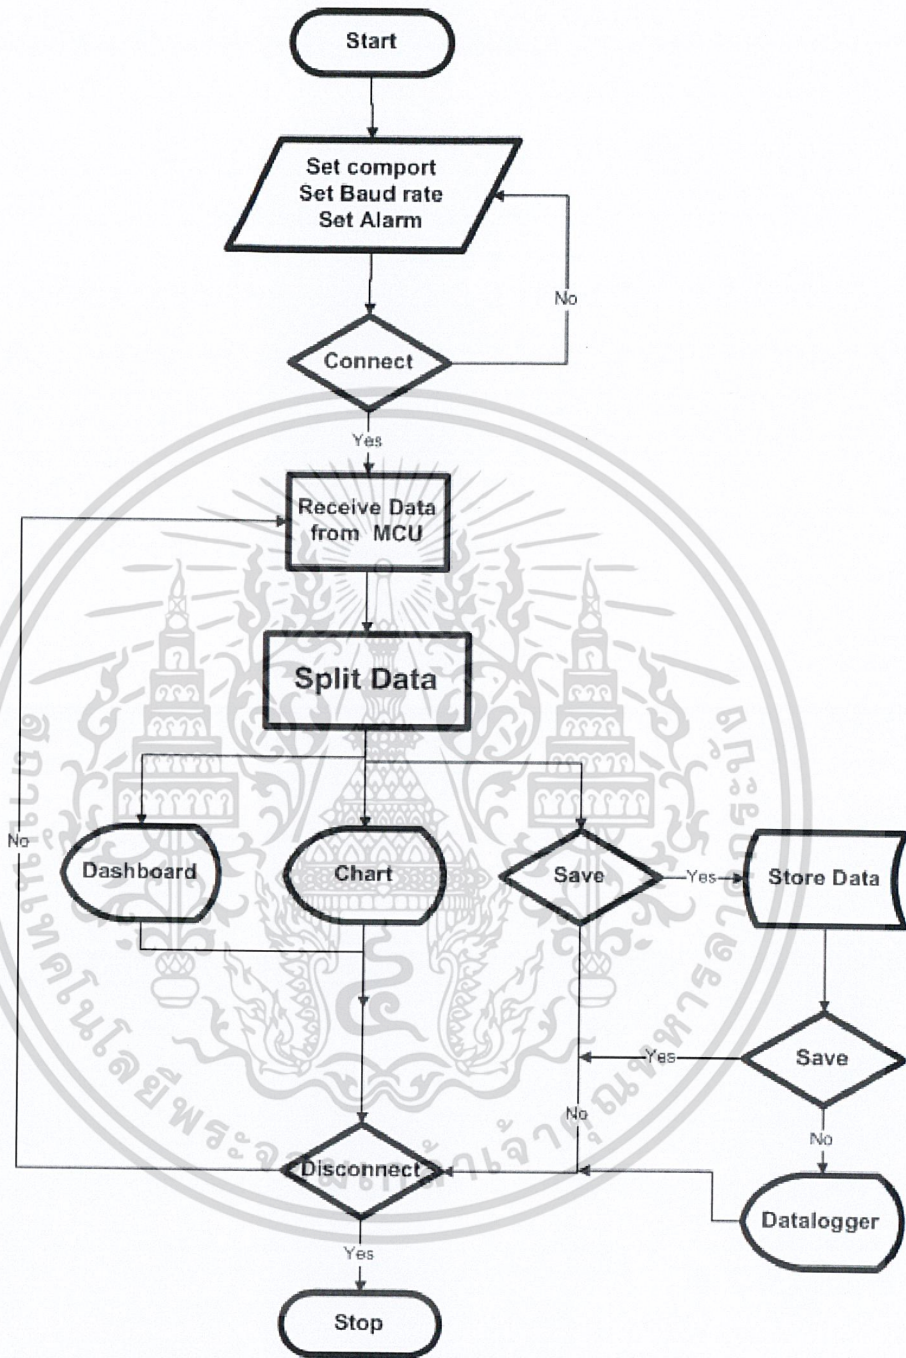 Start
Set comport
Set Baud rate
Set Alarm
No
Connect
Yes
Receive Data
from MCU
Split Data
No
Dashboard
Chart
Save
Yes
Store Data
Yes
Save
No
No
Disconnect
Datalogger
Yes
Stop